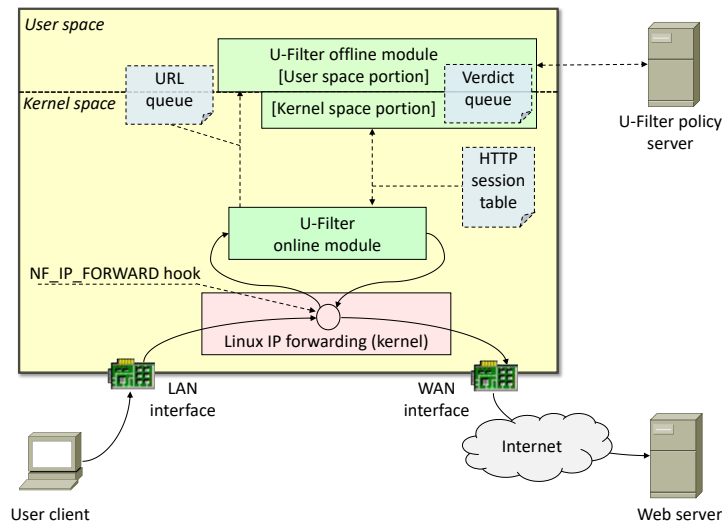 User space
U-Filter offline module
[User space portion]
URL
queue
Verdict
queue
Kernel space
[Kernel space portion]
U-Filter policy
server
HTTP
session
table
U-Filter
online module
NF_IP_FORWARD hook
Linux IP forwarding (kernel)
LAN
interface
WAN
interface
Internet
User client
Web server